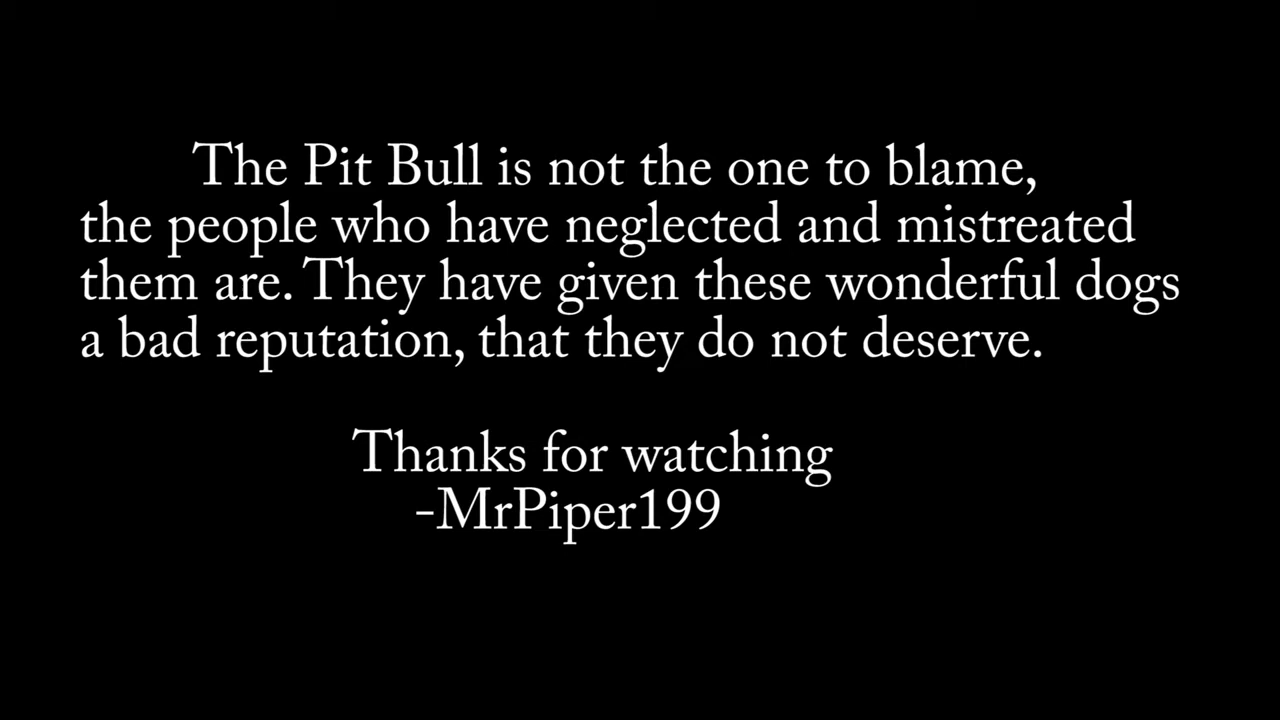 The Pit Bull is not the one to blame,
the people who have neglected and mistreated
them are. They have given these wonderful dogs
a bad reputation, that they do not deserve.
Thanks for watching
-MrPiper199